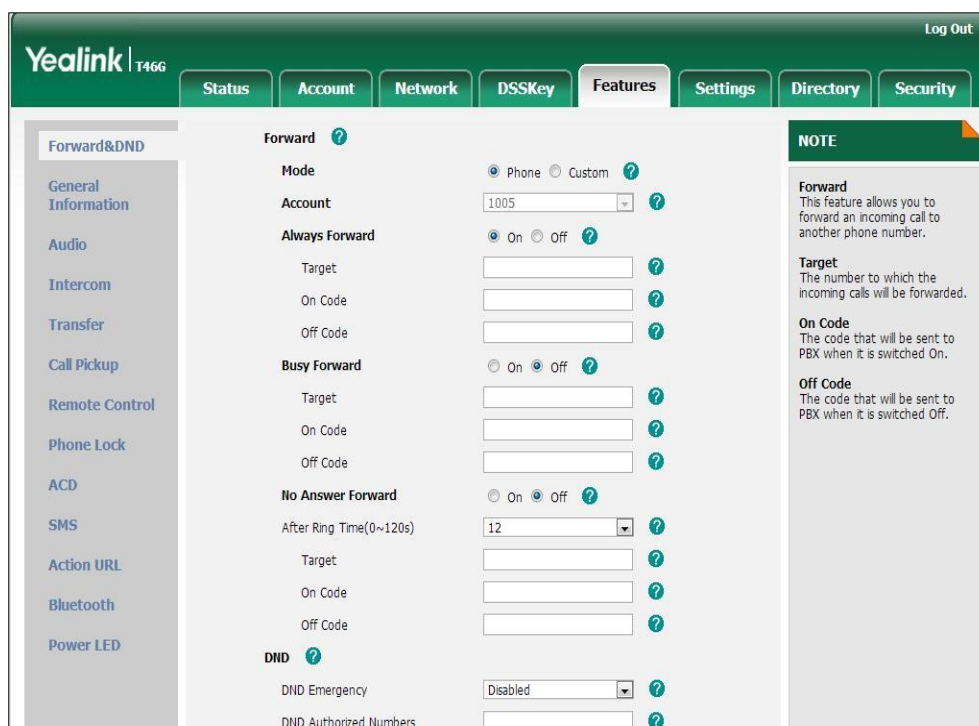 Log Out
Yealink | T46G
Status Account Network DSSKey Features Settings Directory Security
Forward&DND
General
Information
Audio
Intercom
Transfer
Call Pickup
Remote Control
Phone Lock
ACD
SMS
Action URL
Bluetooth
Power LED
Forward ?
Mode Phone Custom ?
Account 1005 ?
Always Forward On Off ?
Target ?
On Code ?
Off Code ?
Busy Forward On Off ?
Target ?
On Code ?
Off Code ?
No Answer Forward On Off ?
After Ring Time(0~120s) 12 ?
Target ?
On Code ?
Off Code ?
DND ?
DND Emergency Disabled ?
DND Authorized Numbers ?
NOTE
Forward
This feature allows you to
forward an incoming call to
another phone number.
Target
The number to which the
incoming calls will be forwarded.
On Code
The code that will be sent to
PBX when it is switched On.
Off Code
The code that will be sent to
PBX when it is switched Off.